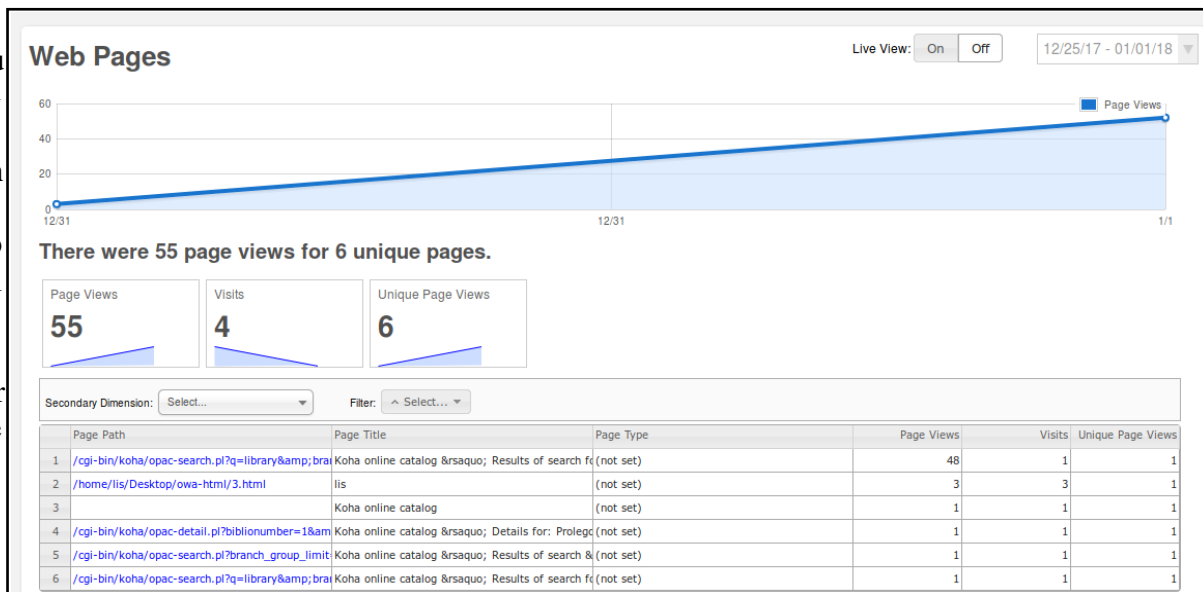 Web Pages
Live View: On Off 12/25/17 - 01/01/18
Page Views
60
40
20
0
12/31 12/31 1/1
There were 55 page views for 6 unique pages.
Page Views Visits Unique Page Views
55 4 6
Secondary Dimension: Select... Filter: Select...
Page Path Page Title Page Type Page Views Visits Unique Page Views
1 /cgi-bin/koha/opac-search.pl?q=library&amp;brai Koha online catalog &rsaquo; Results of search fo (not set) 48 1 1
2 /home/lis/Desktop/owa-html/3.html lis (not set) 3 3 1
3 Koha online catalog (not set) 1 1 1
4 /cgi-bin/koha/opac-detail.pl?biblionumber=1&am Koha online catalog &rsaquo; Details for: Prolego (not set) 1 1 1
5 /cgi-bin/koha/opac-search.pl?branch_group_limit Koha online catalog &rsaquo; Results of search & (not set) 1 1 1
6 /cgi-bin/koha/opac-search.pl?q=library&amp;brai Koha online catalog &rsaquo; Results of search fo (not set) 1 1 1